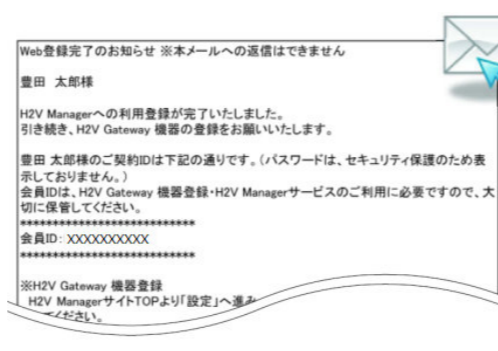 Web登録完了のお知らせ ※本メールへの返信はできません
豊田 太郎様
H2V Managerへの利用登録が完了いたしました。
引き続き、H2V Gateway 機器の登録をお願いいたします。
豊田 太郎様のご契約IDは下記の通りです。(パスワードは、セキュリティ保護のため表
示しておりません。)
会員IDは、H2V Gateway 機器登録・H2V Managerサービスのご利用に必要ですので、大
切に保管してください。
****************************
会員ID: XXXXXXXXXX
****************************
※H2V Gateway 機器登録
H2V ManagerサイトTOPより「設定」へ進み
ください。